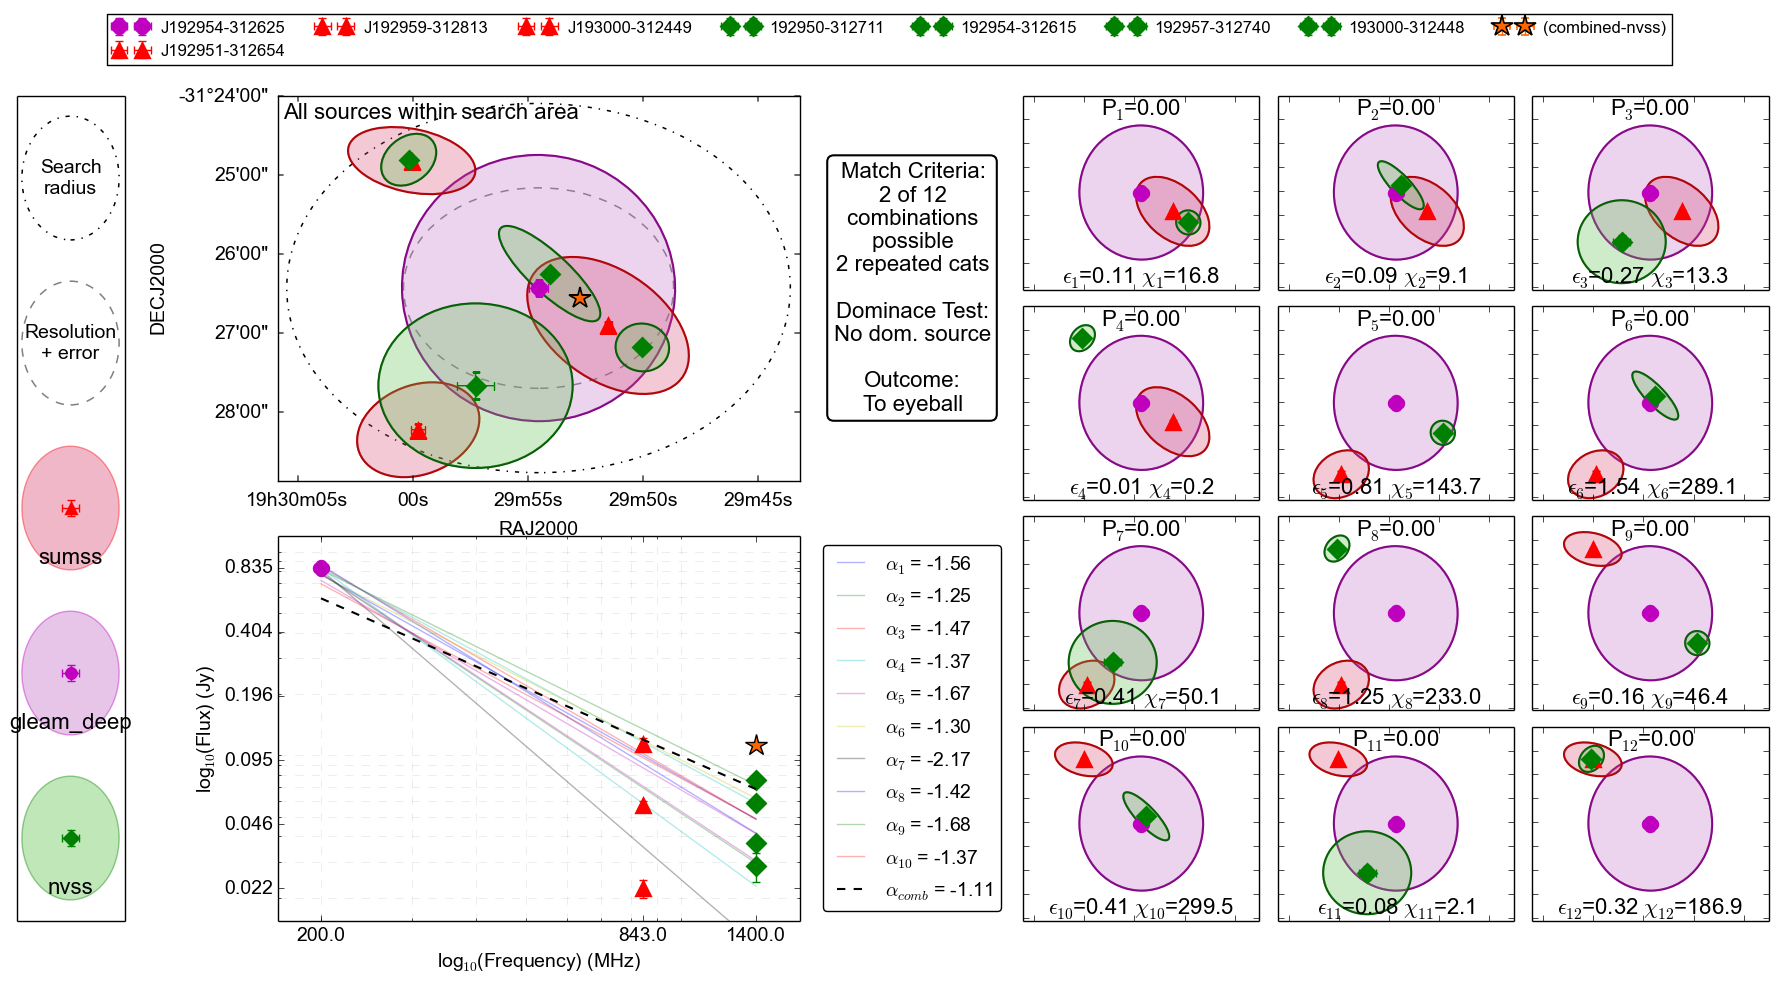 J192954-312625 J192959-312813 J193000-312449 192950-312711 192954-312615 192957-312740 193000-312448 (combined-nvss)
J192951-312654
Search
radius
Resolution
+ error
sumss
gleam_deep
nvss
All sources within search area
-31°24'00"
25'00"
26'00"
27'00"
28'00"
DECJ2000
19h30m05s 00s 29m55s 29m50s 29m45s
RAJ2000
Match Criteria:
2 of 12
combinations
possible
2 repeated cats
Dominace Test:
No dom. source
Outcome:
To eyeball
0.835
0.404
0.196
0.095
0.046
0.022
log10(Flux) (Jy)
200.0 843.0 1400.0
log10(Frequency) (MHz)
α1 = -1.56
α2 = -1.25
α3 = -1.47
α4 = -1.37
α5 = -1.67
α6 = -1.30
α7 = -2.17
α8 = -1.42
α9 = -1.68
α10 = -1.37
αcomb = -1.11
P1=0.00 P2=0.00 P3=0.00
ϵ1=0.11 χ1=16.8 ϵ2=0.09 χ2=9.1 ϵ3=0.27 χ3=13.3
P4=0.00 P5=0.00 P6=0.00
ϵ4=0.01 χ4=0.2 ϵ5=0.81 χ5=143.7 ϵ6=1.54 χ6=289.1
P7=0.00 P8=0.00 P9=0.00
ϵ7=0.41 χ7=50.1 ϵ8=1.25 χ8=233.0 ϵ9=0.16 χ9=46.4
P10=0.00 P11=0.00 P12=0.00
ϵ10=0.41 χ10=299.5 ϵ11=0.08 χ11=2.1 ϵ12=0.32 χ12=186.9